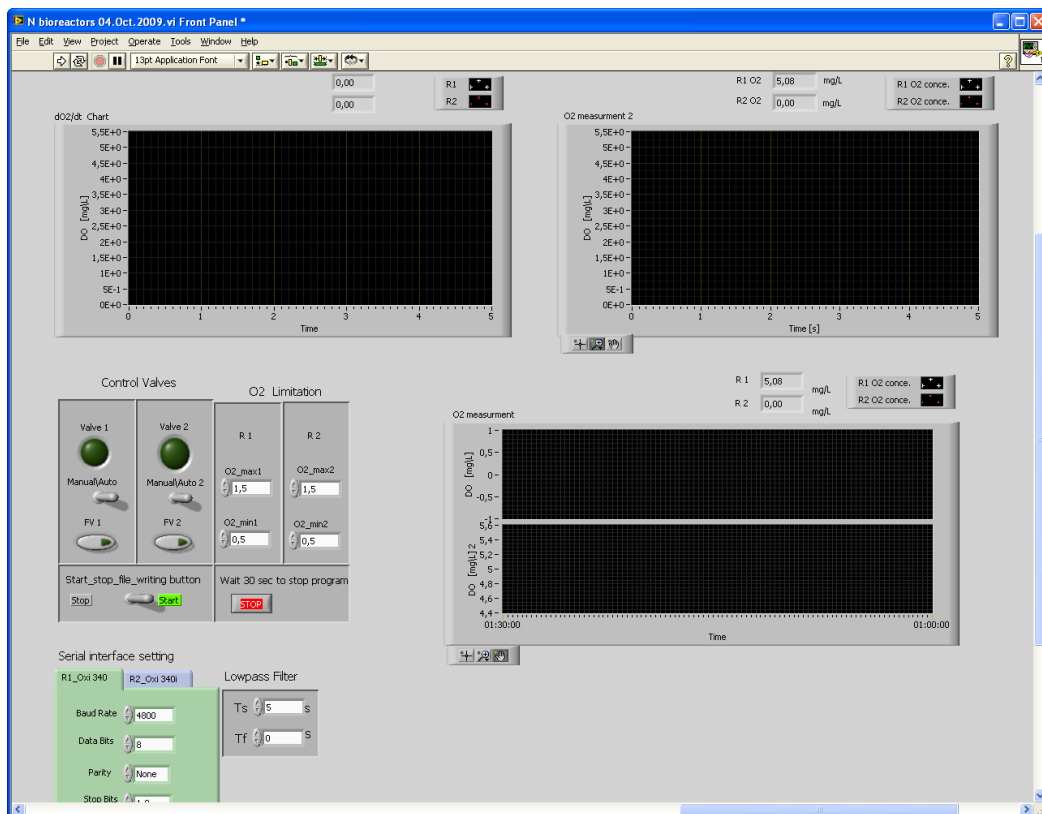 N bioreactors 04.Oct.2009.vi Front Panel *
File Edit View Project Operate Tools Window Help
13pt Application Font
?
0,00
0,00
R1
R2
dO2/dt Chart
DO [mg\L]
5,5E+0
5E+0
4,5E+0
4E+0
3,5E+0
3E+0
2,5E+0
2E+0
1,5E+0
1E+0
5E-1
0E+0
0 1 2 3 4 5
Time
R1 O2 5,08 mg/L
R2 O2 0,00 mg/L
R1 O2 conce.
R2 O2 conce.
O2 measurment 2
DO [mg\L]
5,5E+0
5E+0
4,5E+0
4E+0
3,5E+0
3E+0
2,5E+0
2E+0
1,5E+0
1E+0
5E-1
0E+0
0 1 2 3 4 5
Time [s]
Control Valves
Valve 1 Valve 2
Manual\Auto Manual\Auto 2
FV 1 FV 2
O2 Limitation
R 1 R 2
O2_max1 O2_max2
1,5 1,5
O2_min1 O2_min2
0,5 0,5
Start_stop_file_writing button
Stop Start
Wait 30 sec to stop program
STOP
R 1 5,08 mg/L
R 2 0,00 mg/L
R1 O2 conce.
R2 O2 conce.
O2 measurment
DO [mg\L]
1
0,5
0
-0,5
-1
DO [mg\L] 2
5,6
5,4
5,2
5
4,8
4,6
4,4
01:30:00 01:00:00
Time
Serial interface setting
R1_Oxi 340 R2_Oxi 340i
Baud Rate 4800
Data Bits 8
Parity None
Stop Bits
Lowpass Filter
Ts 5 s
Tf 0 s